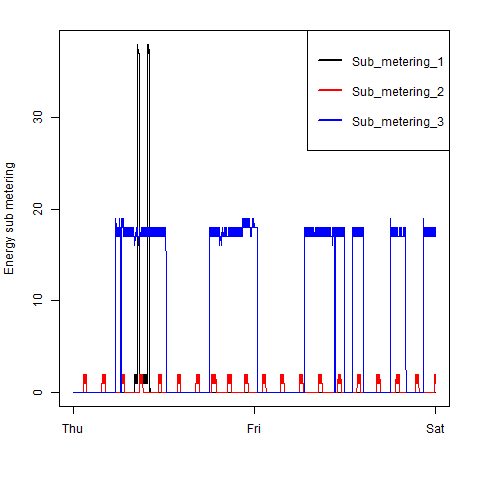 Sub_metering_1
Sub_metering_2
Sub_metering_3
Energy sub metering
30
20
10
0
Thu
Fri
Sat